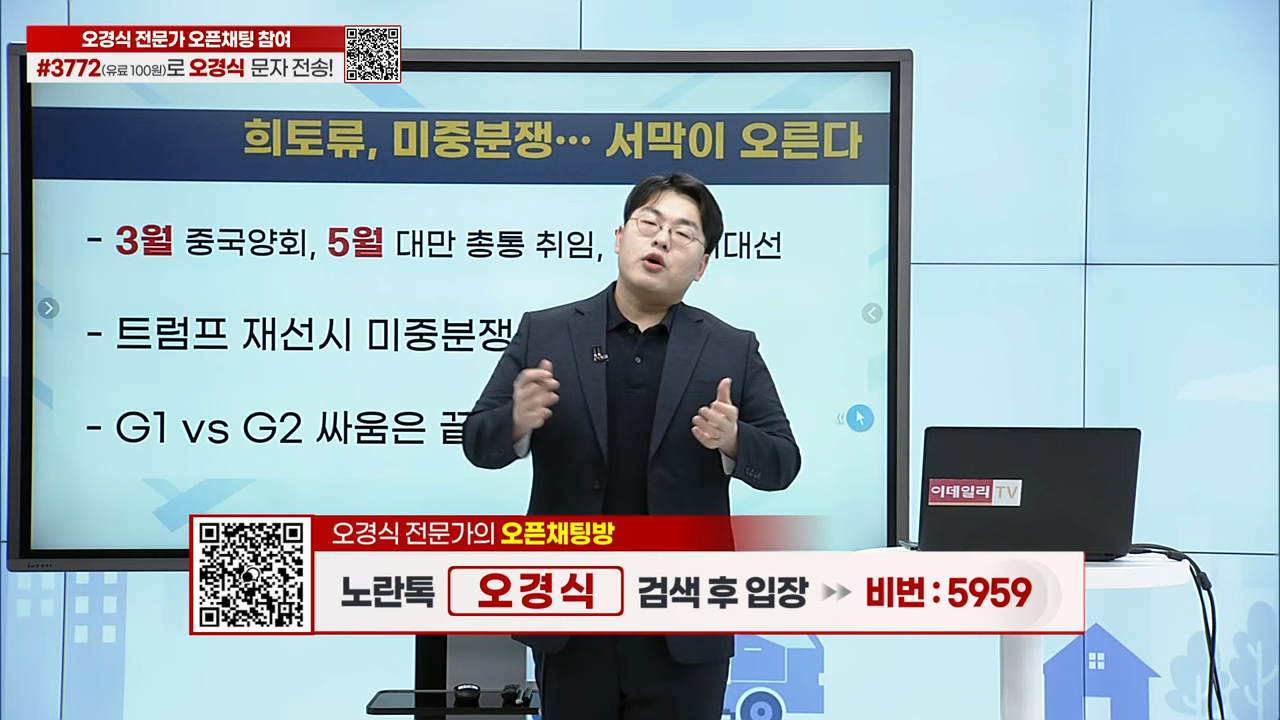 오경식 전문가 오픈채팅 참여
#3772(유료 100원)로 오경식 문자 전송!
희토류, 미중분쟁… 서막이 오른다
- 3월 중국양회, 5월 대만 총통 취임, 대선
- 트럼프 재선시 미중분쟁
- G1 vs G2 싸움은
이데일리 TV
오경식 전문가의 오픈채팅방
노란톡 오경식 검색 후 입장 비번 : 5959